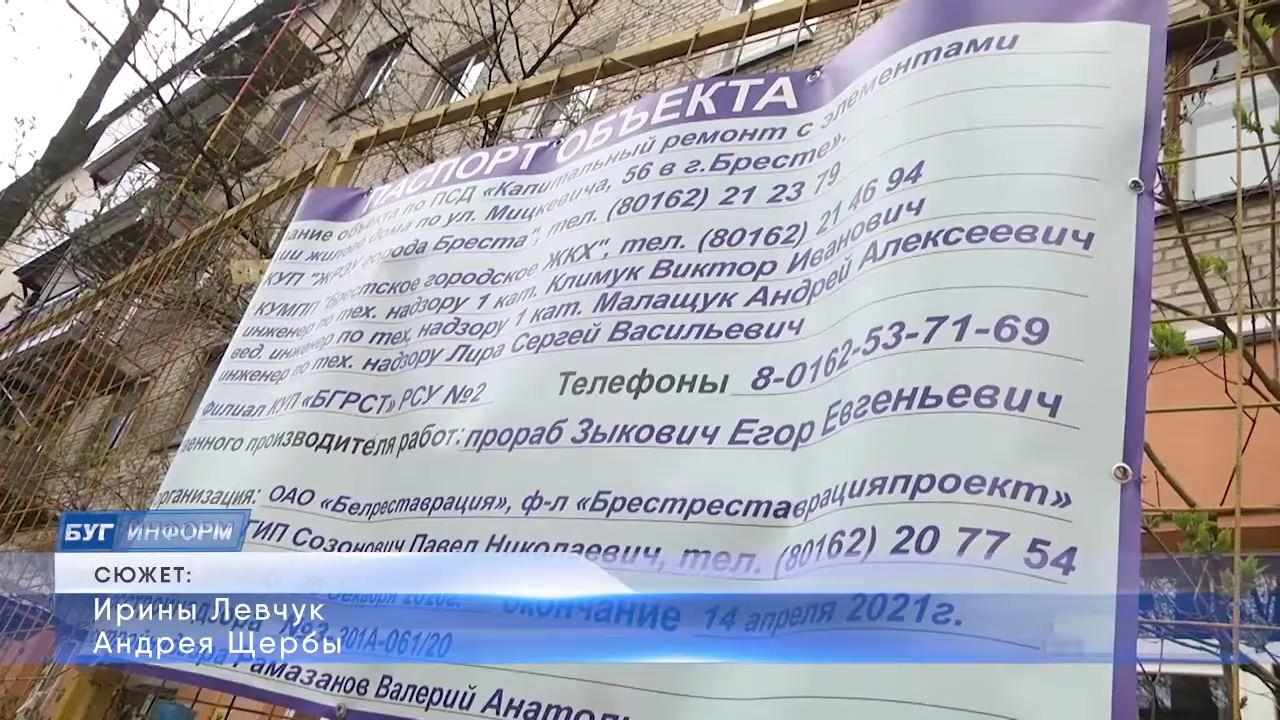 ПАСПОРТ ОБЪЕКТА
объекта по ПСД «Капитальный ремонт с элементами
жилого дома по ул. Мицкевича, 56 в г.Бресте».
КУП "ЖРЭУ города Бреста", тел. (80162) 21 23 79
КУМПП "Брестское городское ЖКХ", тел. (80162) 21 46 94
инженер по тех. надзору 1 кат. Климук Виктор Иванович
вед. инженер по тех. надзору 1 кат. Малащук Андрей Алексеевич
инженер по тех. надзору Лира Сергей Васильевич
Филиал КУП «БГРСТ» РСУ №2 Телефоны 8-0162-53-71-69
производителя работ: прораб Зыкович Егор Евгеньевич
организация: ОАО «Белреставрация», ф-л «Брестреставрацияпроект»
ГИП Созонович Павел Николаевич, тел. (80162) 20 77 54
2020г. окончание 14 апреля 2021г.
№2-301А-061/20
Рамазанов Валерий
БУГ ИНФОРМ
СЮЖЕТ:
Ирины Левчук
Андрея Щербы